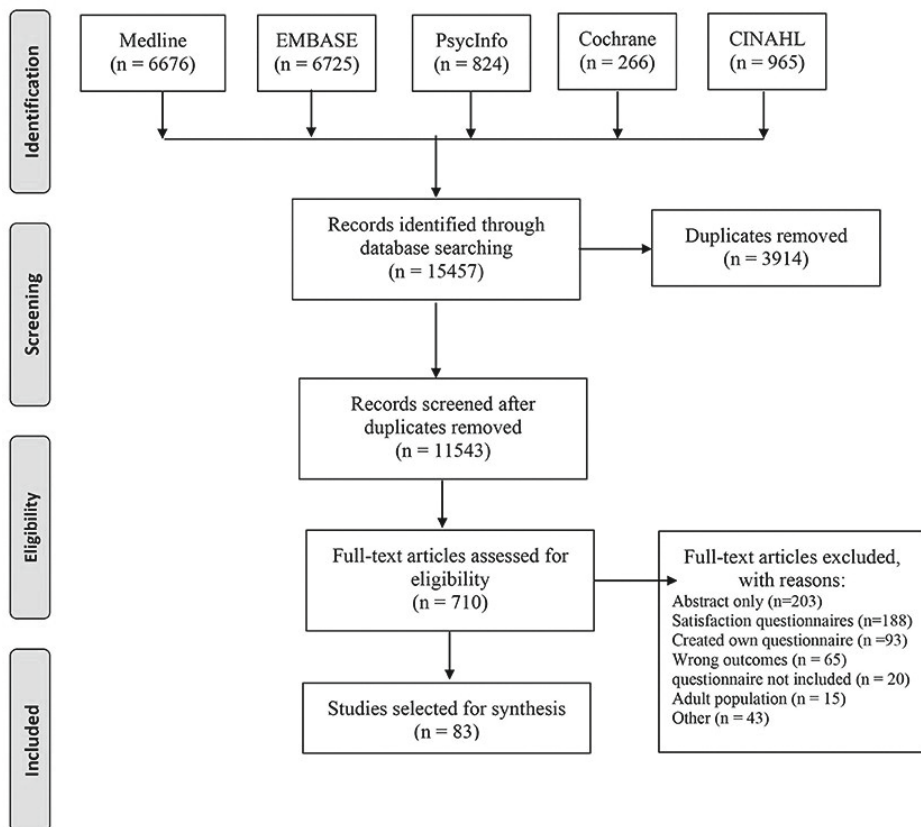 Identification
Medline
(n = 6676)
EMBASE
(n = 6725)
PsycInfo
(n = 824)
Cochrane
(n = 266)
CINAHL
(n = 965)
Screening
Records identified through
database searching
(n = 15457)
Duplicates removed
(n = 3914)
Records screened after
duplicates removed
(n = 11543)
Eligibility
Full-text articles assessed for
eligibility
(n = 710)
Full-text articles excluded,
with reasons:
Abstract only (n=203)
Satisfaction questionnaires (n=188)
Created own questionnaire (n=93)
Wrong outcomes (n = 65)
questionnaire not included (n = 20)
Adult population (n = 15)
Other (n = 43)
Included
Studies selected for synthesis
(n = 83)